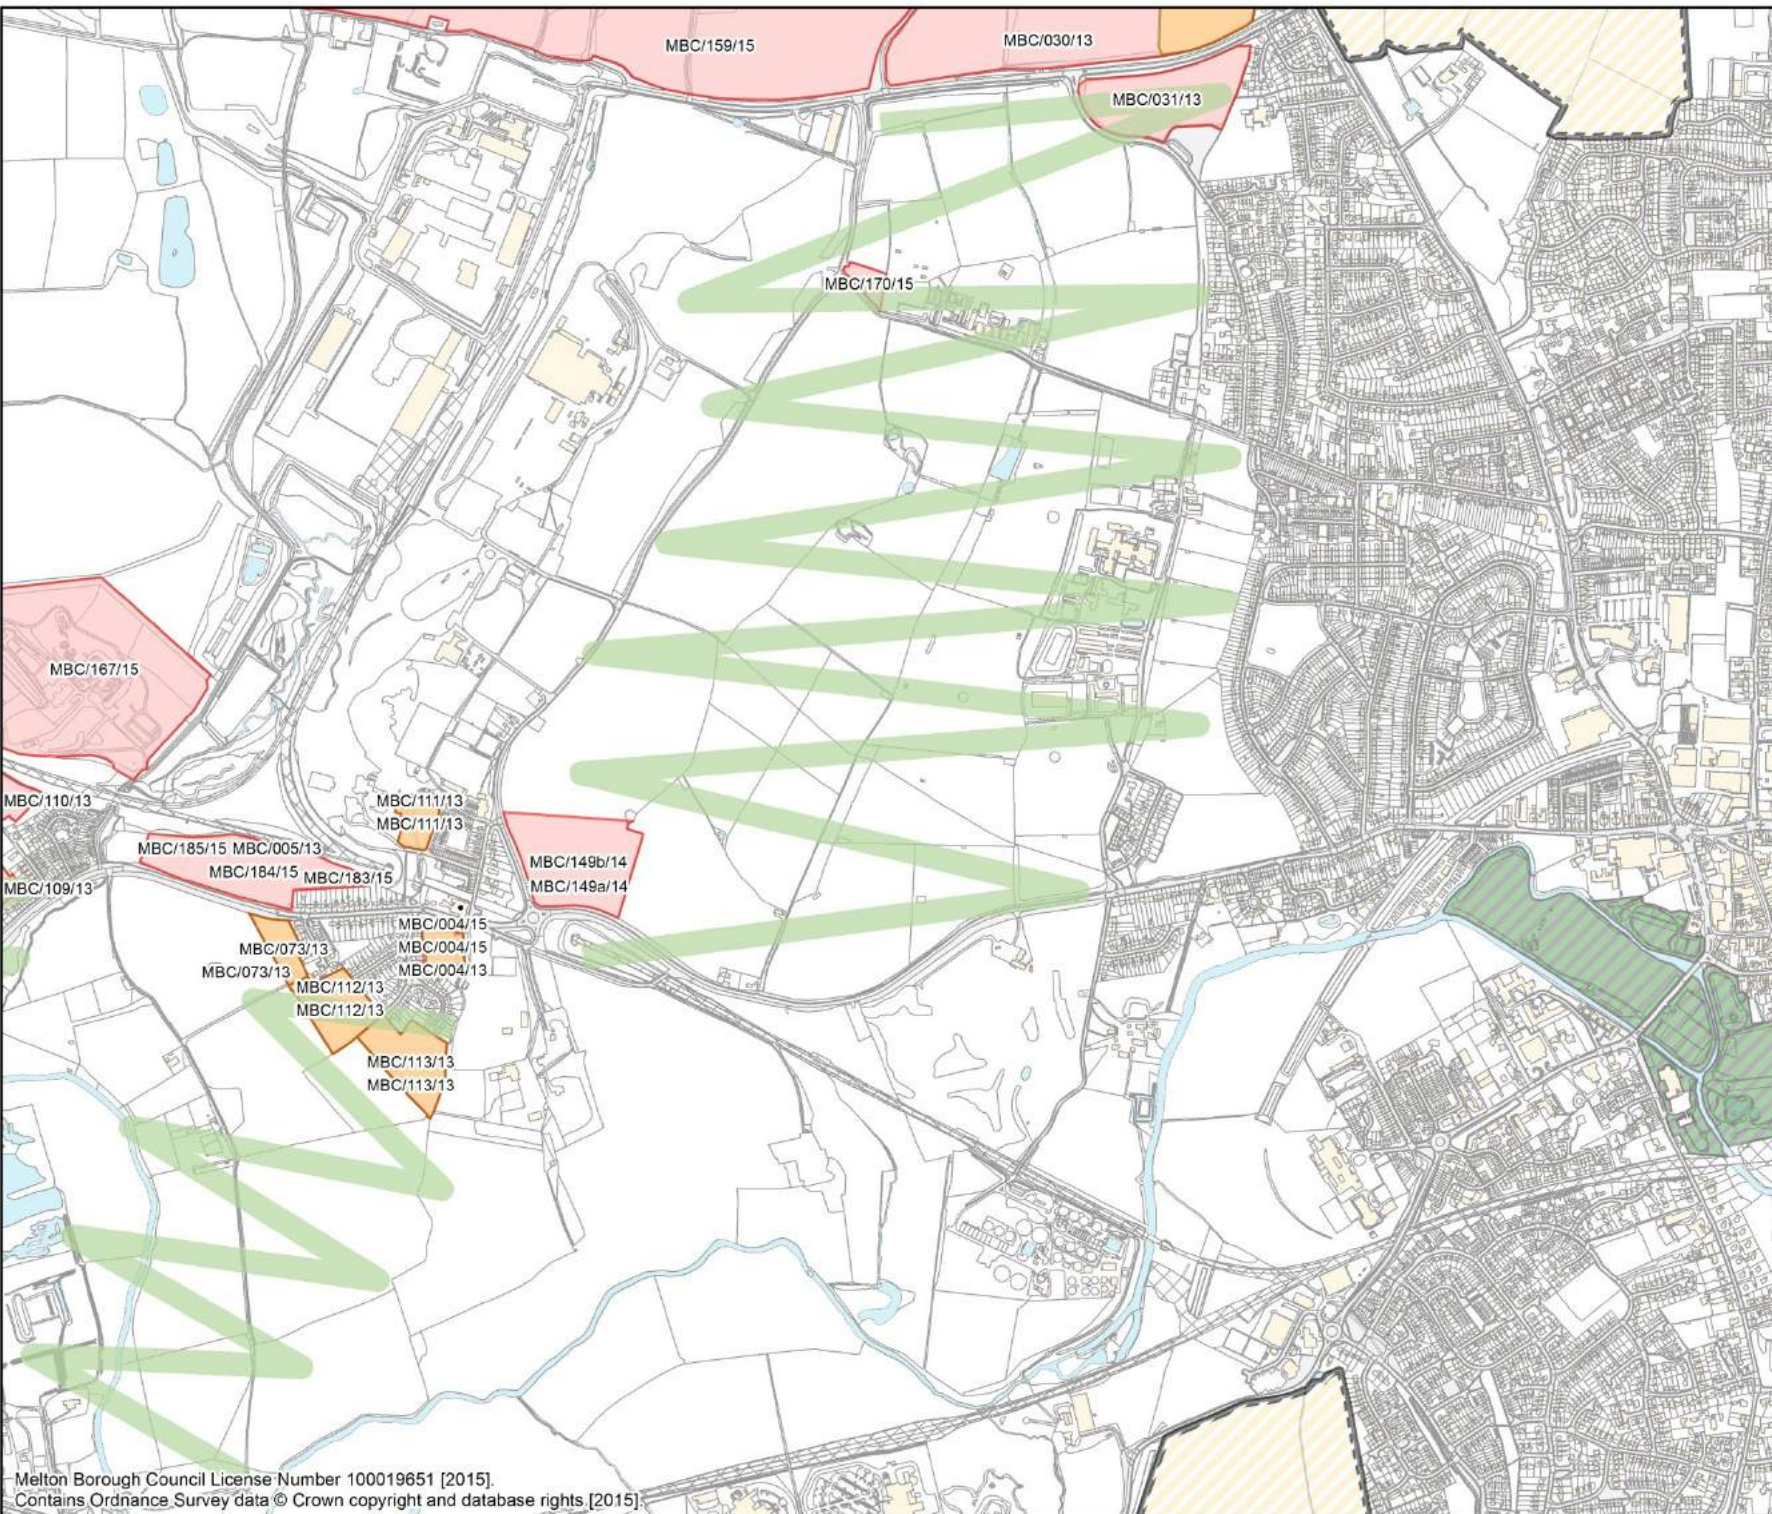 MBC/159/15
MBC/030/13
MBC/031/13
MBC/170/15
MBC/167/15
MBC/110/13
MBC/111/13
MBC/111/13
MBC/185/15 MBC/005/13
MBC/184/15 MBC/183/15
MBC/149b/14
MBC/149a/14
MBC/109/13
MBC/004/15
MBC/004/15
MBC/004/13
MBC/073/13
MBC/073/13
MBC/112/13
MBC/112/13
MBC/113/13
MBC/113/13
Melton Borough Council License Number 100019651 [2015].
Contains Ordnance Survey data © Crown copyright and database rights [2015].